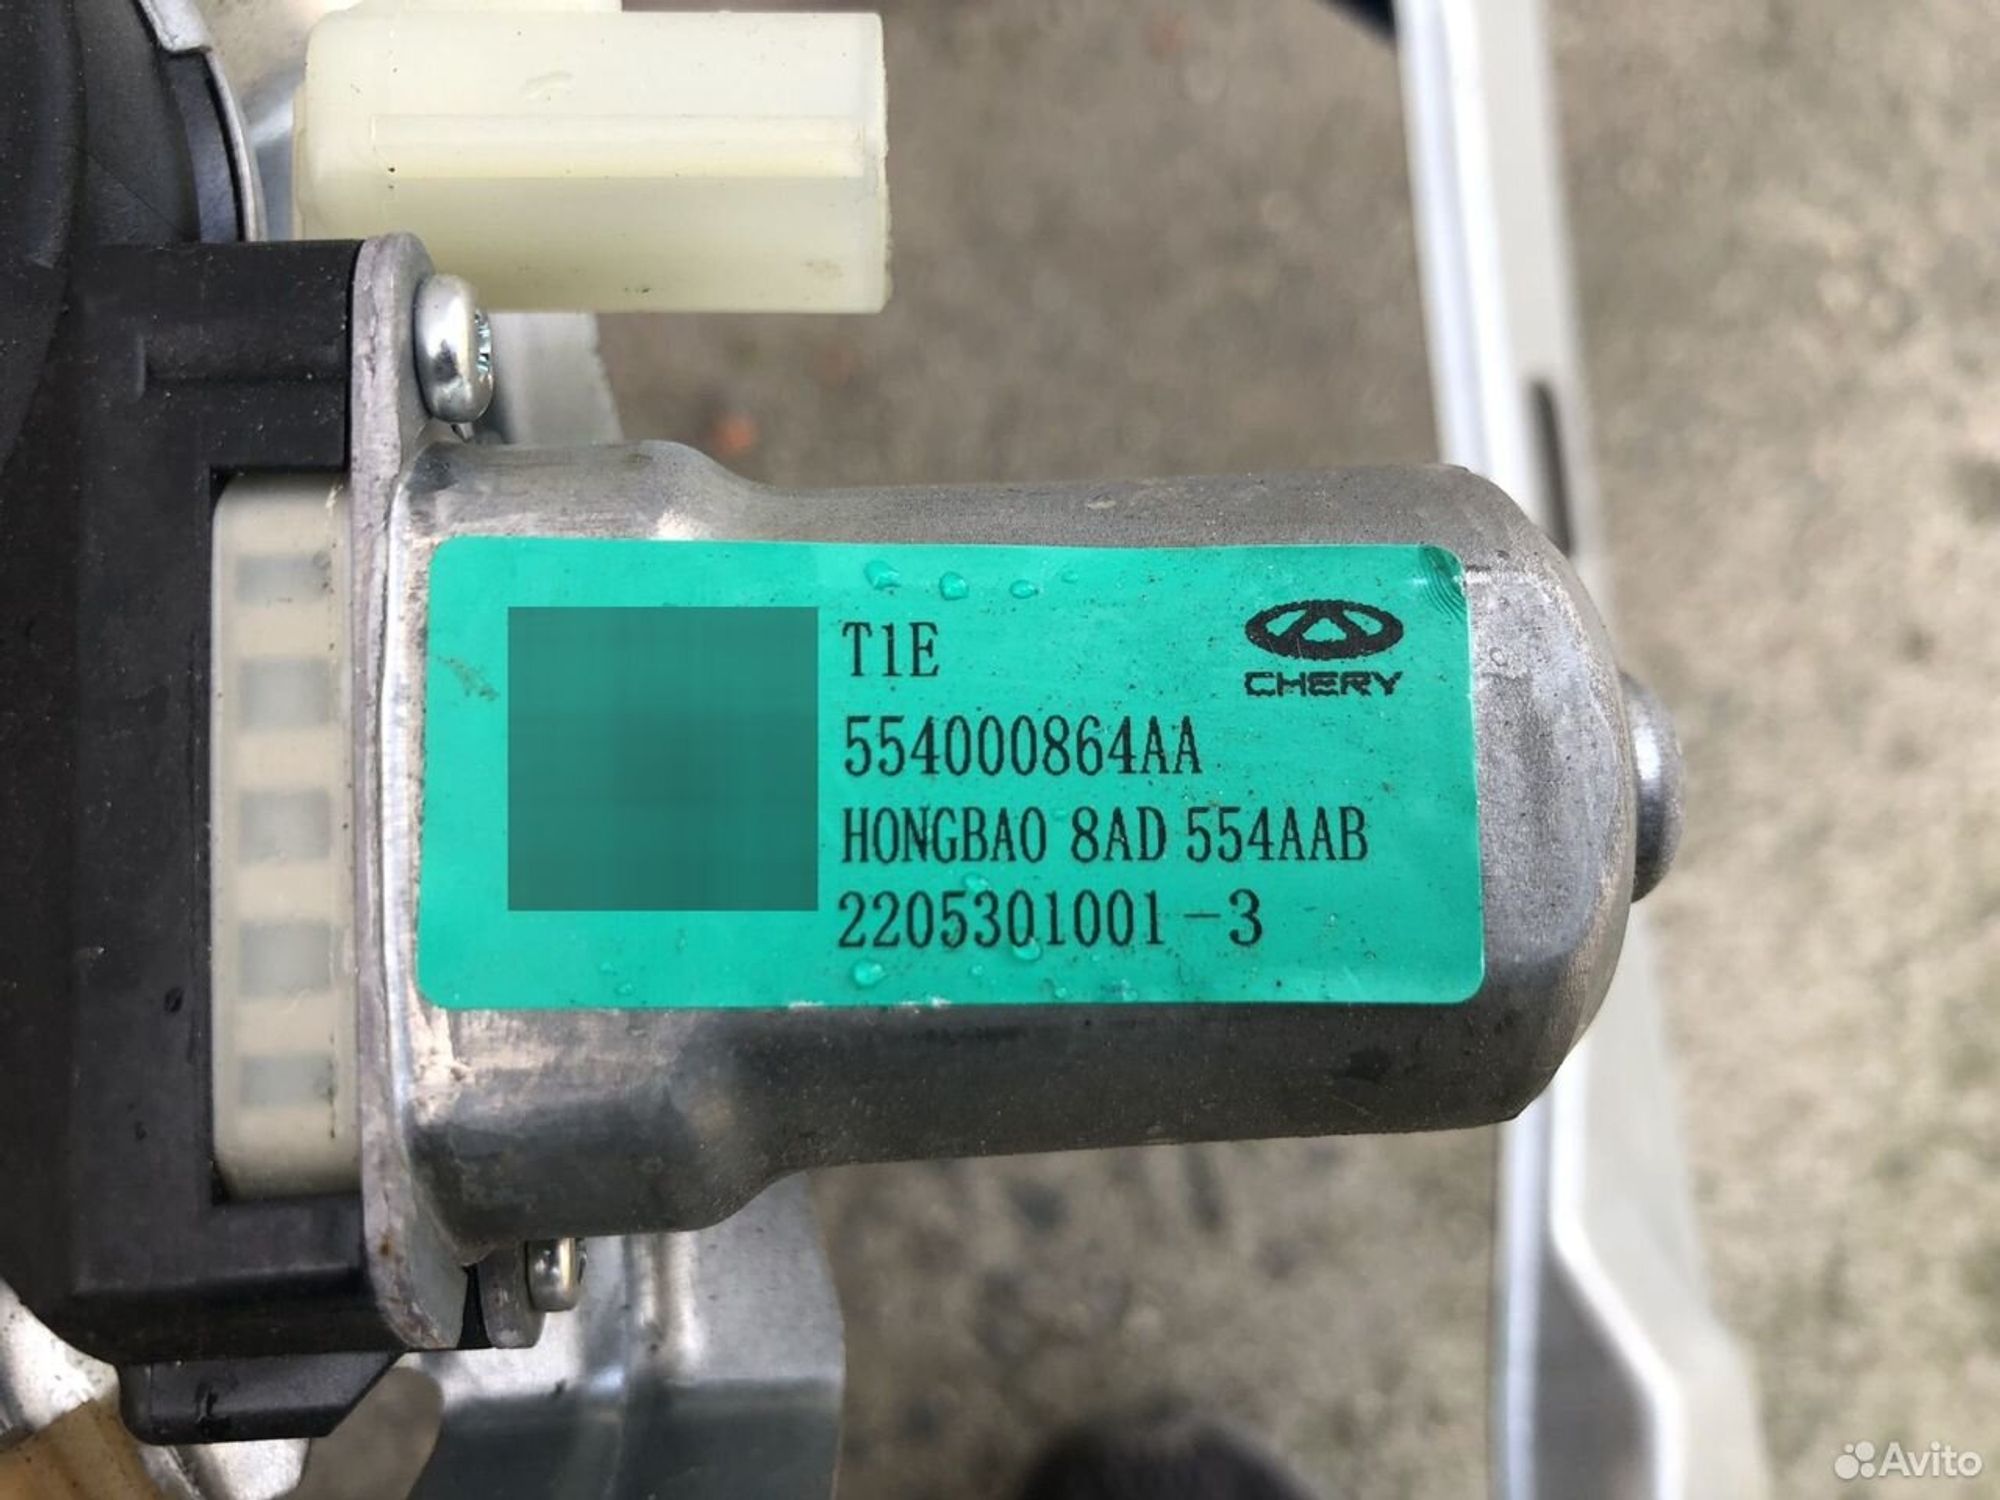 T1E
CHERY
554000864AA
HONGBAO 8AD 554AAB
2205301001-3
Avito